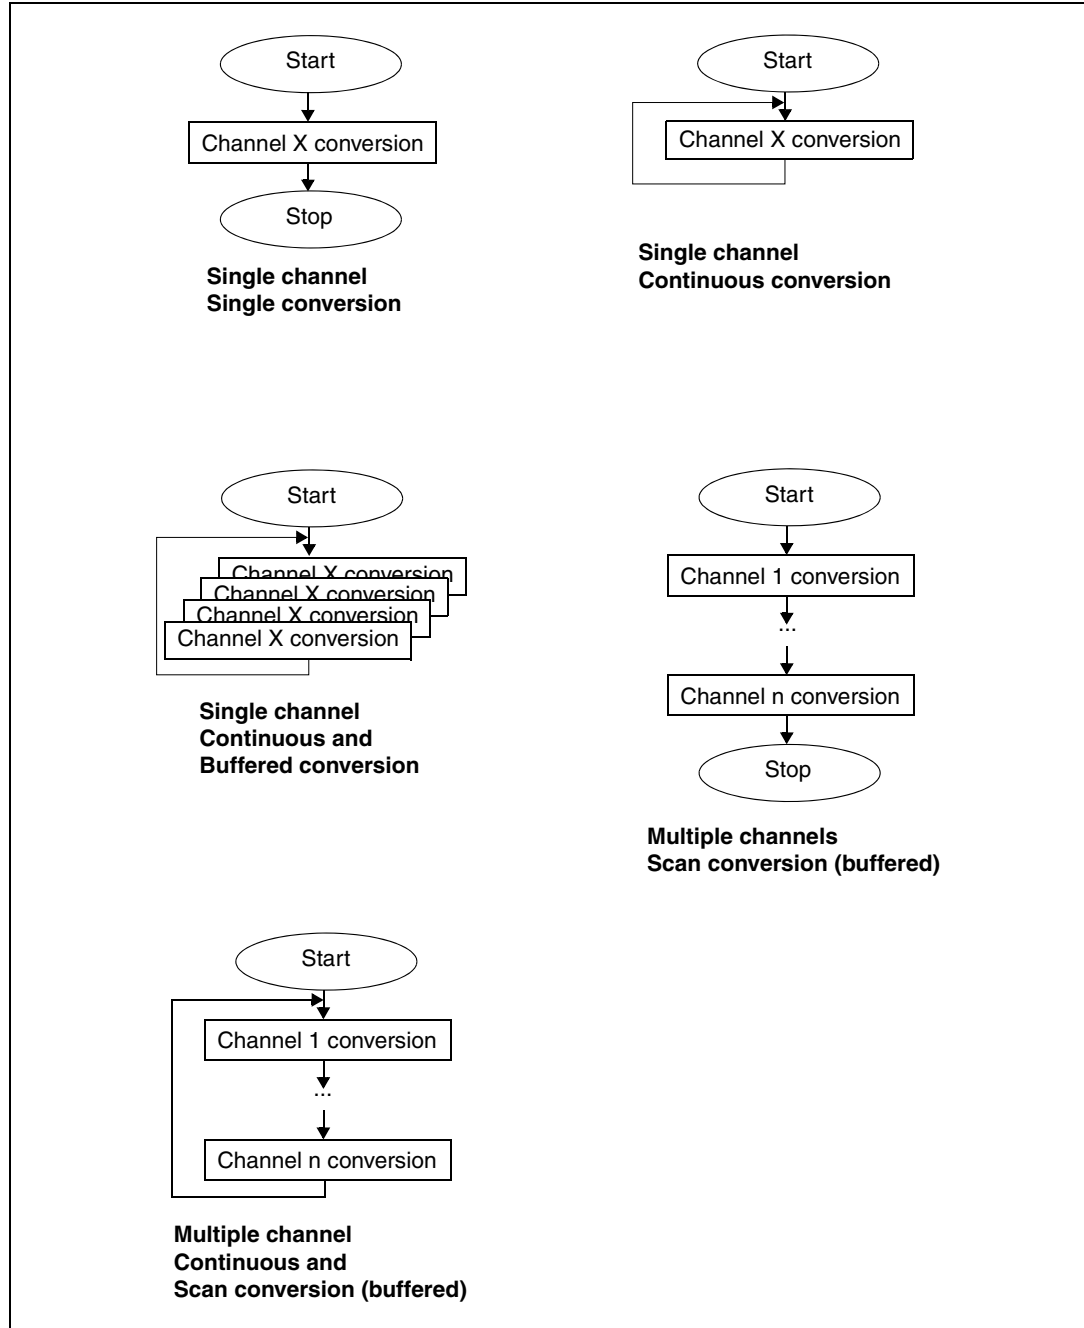 Start
Channel X conversion
Stop
Single channel
Single conversion
Start
Channel X conversion
Single channel
Continuous conversion
Start
Channel X conversion
Channel X conversion
Channel X conversion
Channel X conversion
Single channel
Continuous and
Buffered conversion
Start
Channel 1 conversion
...
Channel n conversion
Stop
Multiple channels
Scan conversion (buffered)
Start
Channel 1 conversion
...
Channel n conversion
Multiple channel
Continuous and
Scan conversion (buffered)